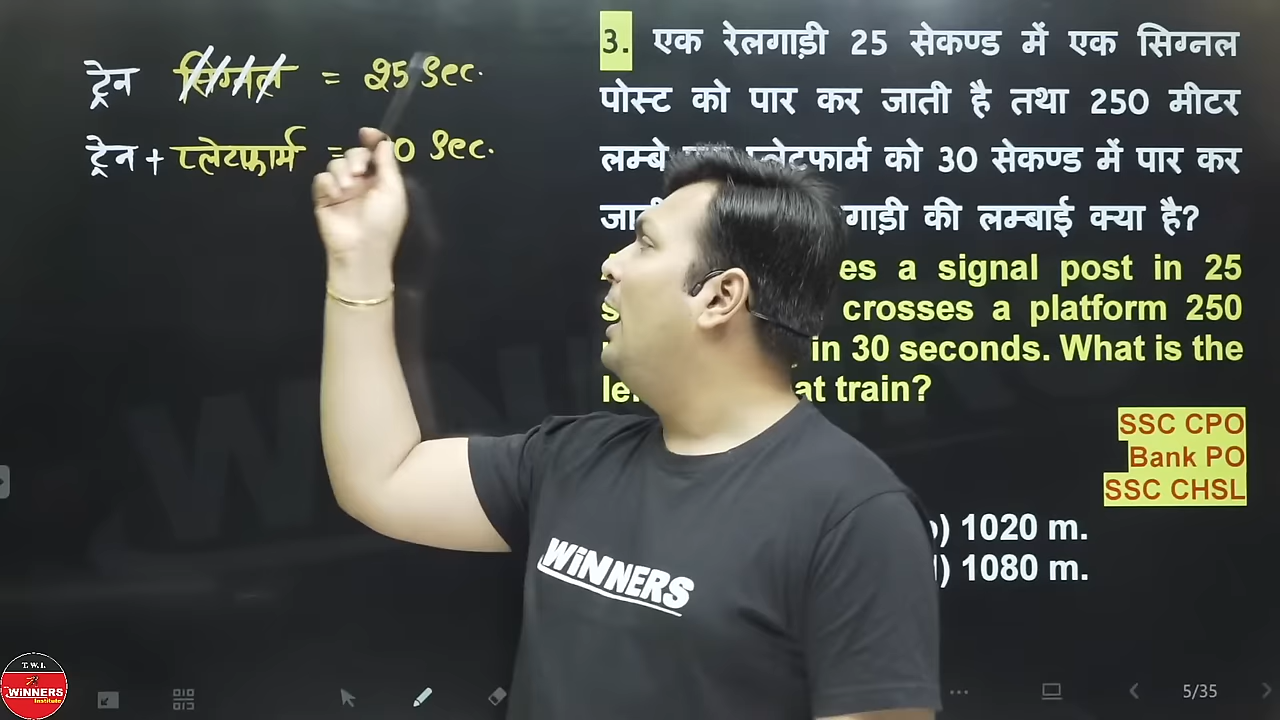 ट्रेन सिग्नल = 25 Sec.
ट्रेन + प्लेटफार्म = 0 Sec.
3. एक रेलगाड़ी 25 सेकण्ड में एक सिग्नल
पोस्ट को पार कर जाती है तथा 250 मीटर
लम्बे प्लेटफार्म को 30 सेकण्ड में पार कर
गाड़ी की लम्बाई क्या है?
es a signal post in 25
crosses a platform 250
in 30 seconds. What is the
at train?
SSC CPO
Bank PO
SSC CHSL
) 1020 m.
) 1080 m.
WiNNERS
T.W.I.
WiNNERS
Institute
5/35